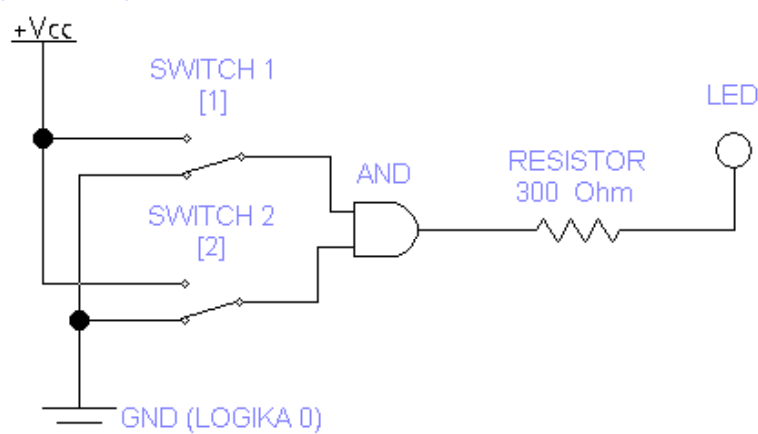 +Vcc
SWITCH 1
[1]
LED
AND
RESISTOR
300 Ohm
SWITCH 2
[2]
GND (LOGIKA 0)